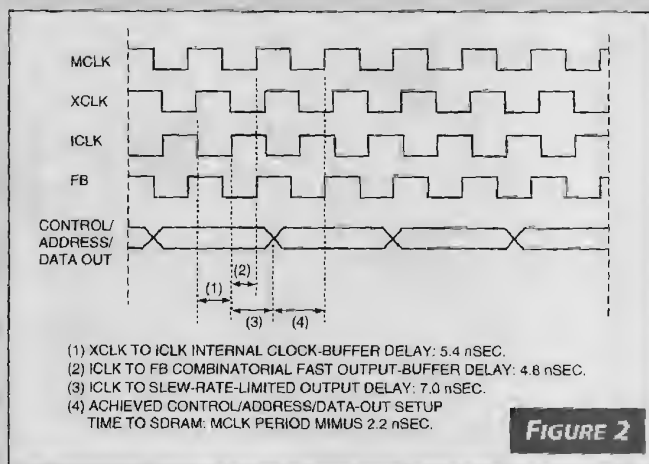 MCLK
XCLK
ICLK
FB
CONTROL/
ADDRESS/
DATA OUT
(2)
(1)
(3)
(4)
(1) XCLK TO ICLK INTERNAL CLOCK-BUFFER DELAY: 5.4 nSEC.
(2) ICLK TO FB COMBINATORIAL FAST OUTPUT-BUFFER DELAY: 4.8 nSEC.
(3) ICLK TO SLEW-RATE-LIMITED OUTPUT DELAY: 7.0 nSEC.
(4) ACHIEVED CONTROL/ADDRESS/DATA-OUT SETUP
TIME TO SDRAM: MCLK PERIOD MIMUS 2.2 nSEC.
FIGURE 2